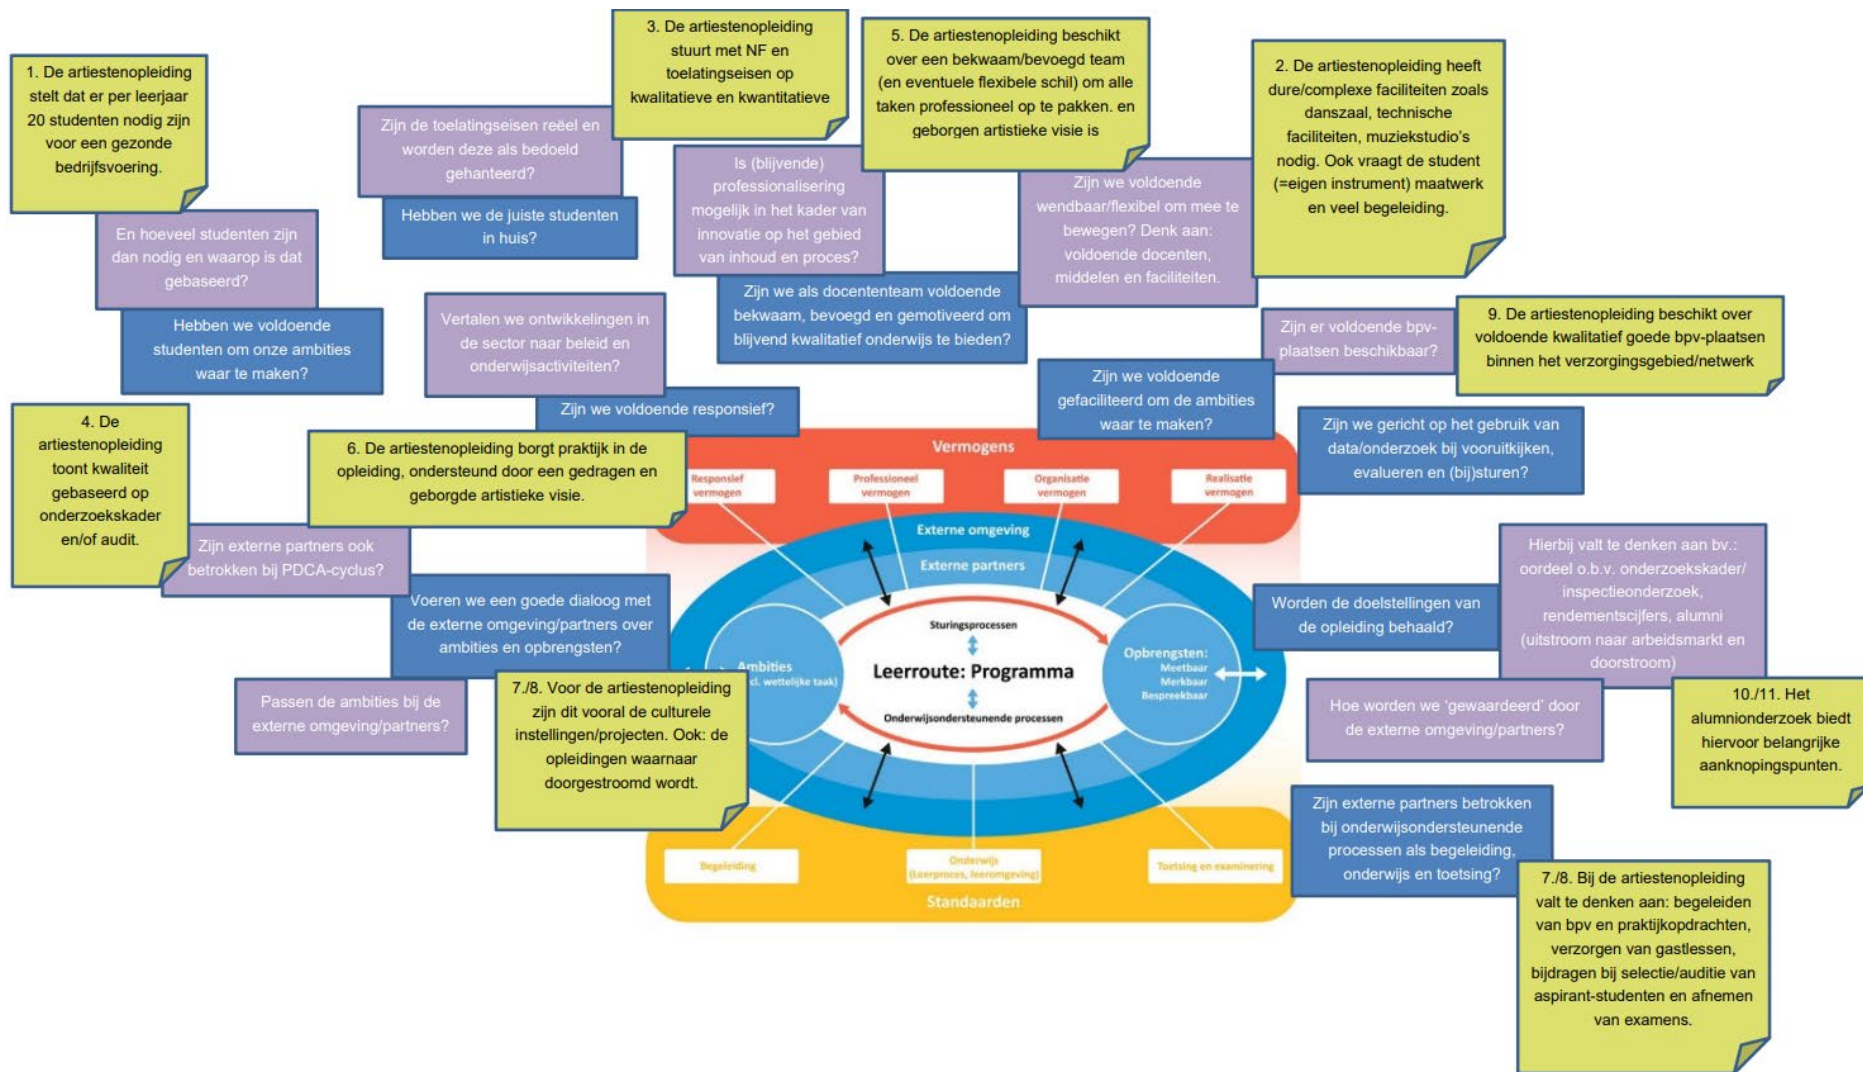 1. De artiestenopleiding
stelt dat er per leerjaar
20 studenten nodig zijn
voor een gezonde
bedrijfsvoering.
En hoeveel studenten zijn
dan nodig en waarop is dat
gebaseerd?
Hebben we voldoende
studenten om onze ambities
waar te maken?
3. De artiestenopleiding
stuurt met NF en
toelatingseisen op
kwalitatieve en kwantitatieve
Zijn de toelatingseisen reëel en
worden deze als bedoeld
gehanteerd?
Hebben we de juiste studenten
in huis?
5. De artiestenopleiding beschikt
over een bekwaam/bevoegd team
(en eventuele flexibele schil) om alle
taken professioneel op te pakken. en
geborgen artistieke visie is
Is (blijvende)
professionalisering
mogelijk in het kader van
innovatie op het gebied
van inhoud en proces?
Zijn we als docententeam voldoende
bekwaam, bevoegd en gemotiveerd om
blijvend kwalitatief onderwijs te bieden?
2. De artiestenopleiding heeft
dure/complexe faciliteiten zoals
danszaal, technische
faciliteiten, muziekstudio's
nodig. Ook vraagt de student
(=eigen instrument) maatwerk
en veel begeleiding.
Zijn we voldoende
wendbaar/flexibel om mee te
bewegen? Denk aan:
voldoende docenten,
middelen en faciliteiten.
Vertalen we ontwikkelingen in
de sector naar beleid en
onderwijsactiviteiten?
Zijn we voldoende responsief?
Zijn er voldoende bpv-
plaatsen beschikbaar?
9. De artiestenopleiding beschikt over
voldoende kwalitatief goede bpv-plaatsen
binnen het verzorgingsgebied/netwerk
Zijn we voldoende
gefaciliteerd om de ambities
waar te maken?
Zijn we gericht op het gebruik van
data/onderzoek bij vooruitkijken,
evalueren en (bij)sturen?
4. De
artiestenopleiding
toont kwaliteit
gebaseerd op
onderzoekskader
en/of audit.
6. De artiestenopleiding borgt praktijk in de
opleiding, ondersteund door een gedragen en
geborgde artistieke visie.
Zijn externe partners ook
betrokken bij PDCA-cyclus?
Voeren we een goede dialoog met
de externe omgeving/partners over
ambities en opbrengsten?
Passen de ambities bij de
externe omgeving/partners?
7./8. Voor de artiestenopleiding
zijn dit vooral de culturele
instellingen/projecten. Ook: de
opleidingen waarnaar
doorgestroomd wordt.
Vermogens
Responsief
vermogen
Professioneel
vermogen
Organisatie
vermogen
Realisatie
vermogen
Externe omgeving
Externe partners
Sturingsprocessen
Leerroute: Programma
Onderwijsondersteunende processen
Ambities
cl. wettelijke taak)
Opbrengsten:
Meetbaar
Merkbaar
Bespreekbaar
Begeleiding
Onderwijs
(Leerproces, leeromgeving)
Toetsing en examinering
Standaarden
Worden de doelstellingen van
de opleiding behaald?
Hierbij valt te denken aan bv.:
oordeel o.b.v. onderzoekskader/
inspectieonderzoek,
rendementscijfers, alumni
(uitstroom naar arbeidsmarkt en
doorstroom)
Hoe worden we 'gewaardeerd' door
de externe omgeving/partners?
10./11. Het
alumnionderzoek biedt
hiervoor belangrijke
aanknopingspunten.
Zijn externe partners betrokken
bij onderwijsondersteunende
processen als begeleiding,
onderwijs en toetsing?
7./8. Bij de artiestenopleiding
valt te denken aan: begeleiden
van bpv en praktijkopdrachten,
verzorgen van gastlessen,
bijdragen bij selectie/auditie van
aspirant-studenten en afnemen
van examens.